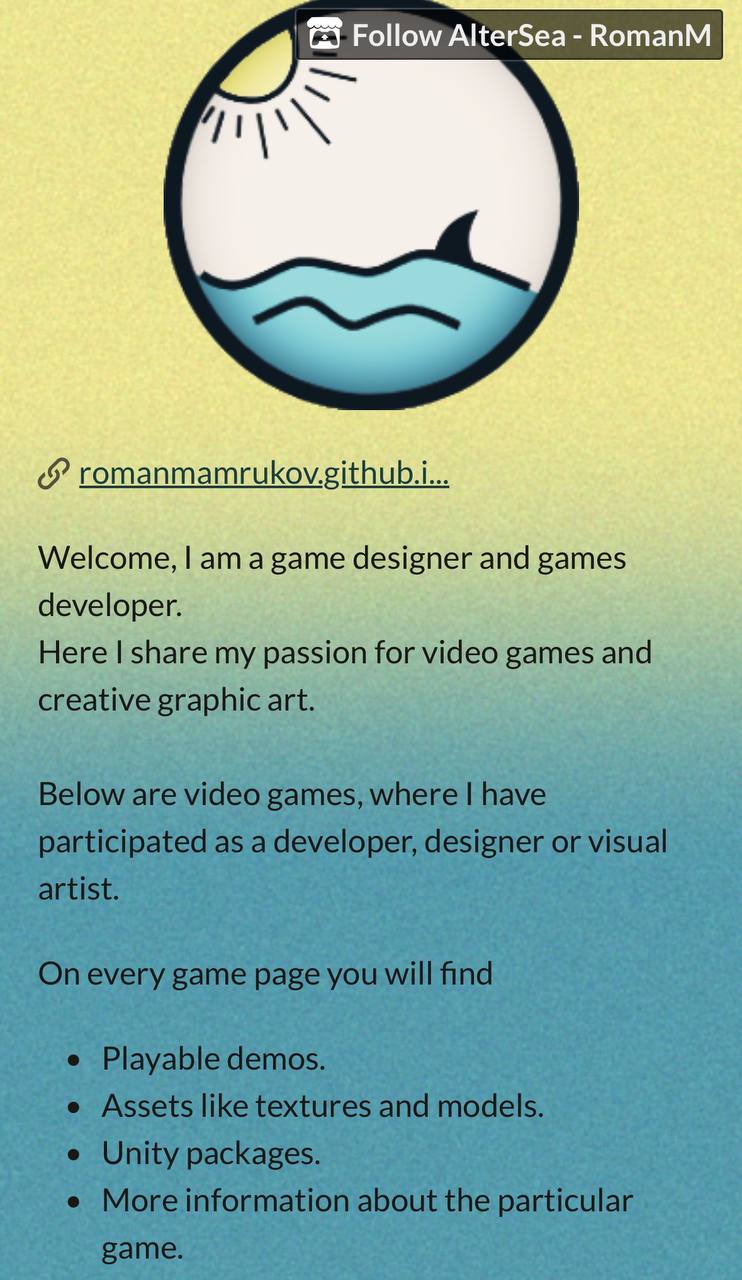 Follow AlterSea - RomanM
romanmamrukov.github.i...
Welcome, I am a game designer and games
developer.
Here I share my passion for video games and
creative graphic art.
Below are video games, where I have
participated as a developer, designer or visual
artist.
On every game page you will find
• Playable demos.
• Assets like textures and models.
• Unity packages.
• More information about the particular
game.